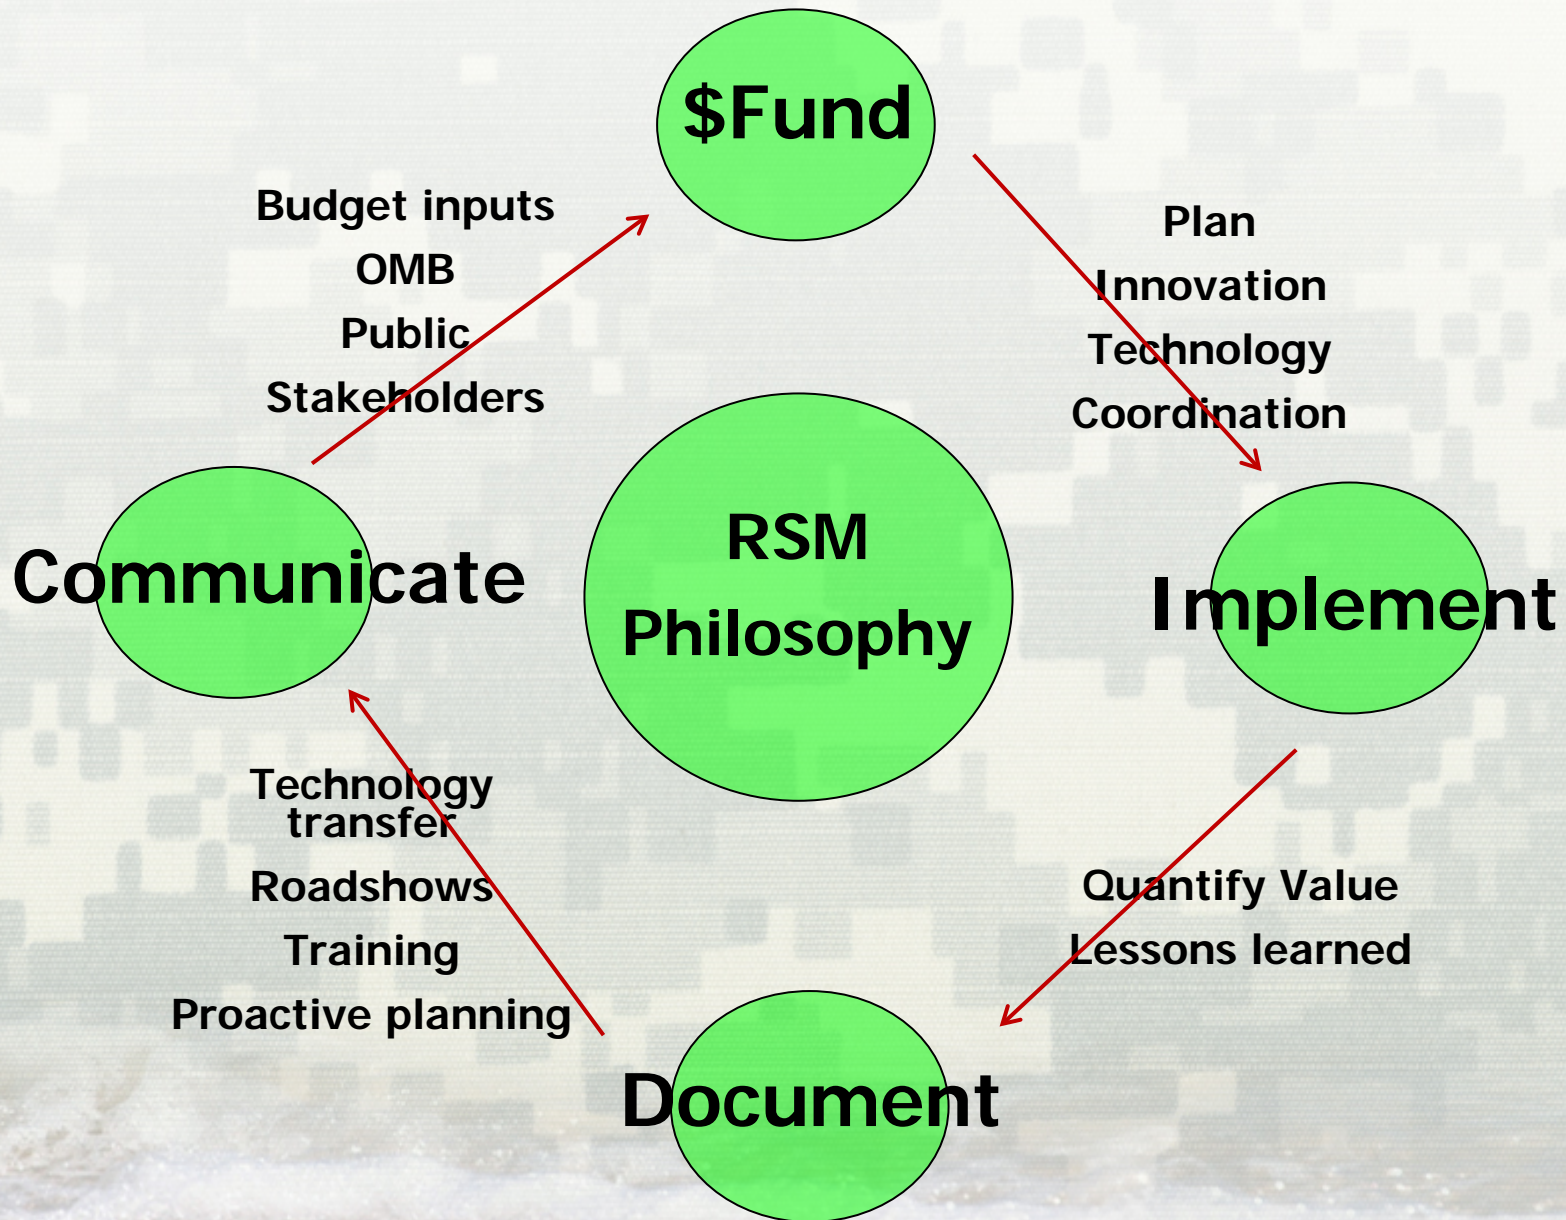 $Fund
Budget inputs
OMB
Public
Stakeholders
Plan
Innovation
Technology
Coordination
Communicate
RSM
Philosophy
Implement
Technology
transfer
Roadshows
Training
Proactive planning
Quantify Value
Lessons learned
Document